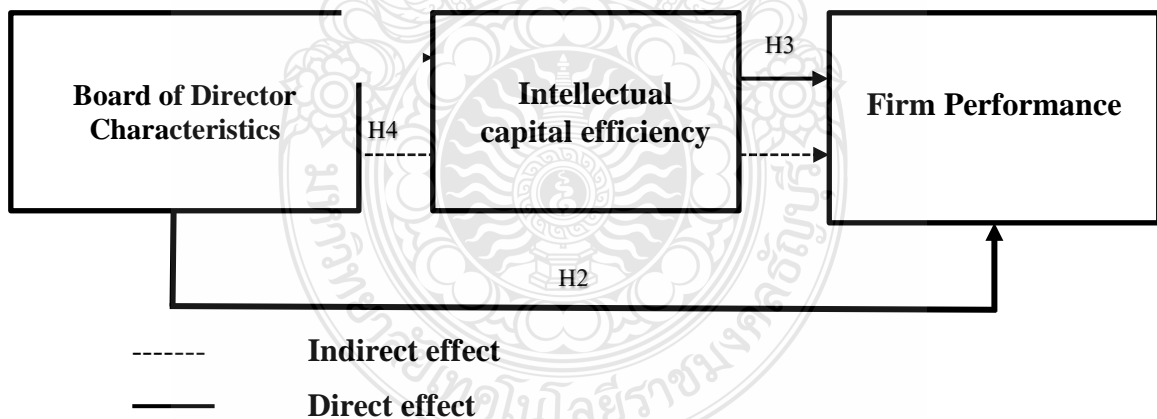 Board of Director
Characteristics
H4
Intellectual
capital efficiency
H3
Firm Performance
H2
Indirect effect
Direct effect